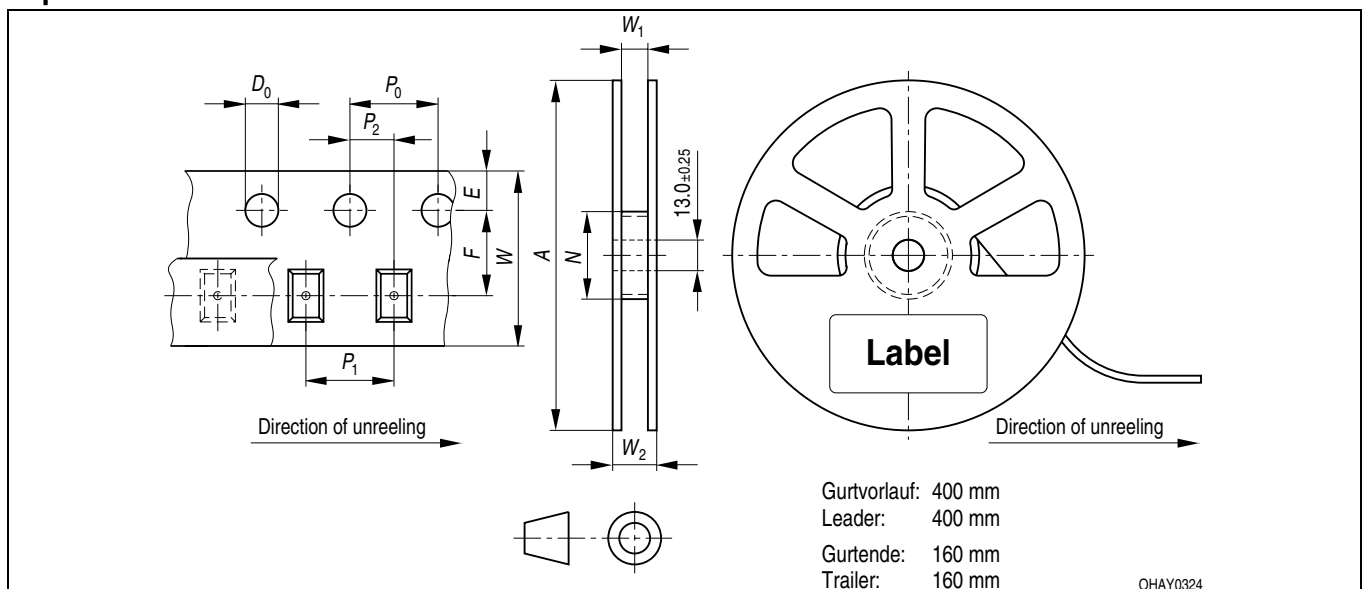 W₁
D₀
P₀
P₂
E
F
W
A
N
13.0±0.25
Label
P₁
Direction of unreeling
W₂
Direction of unreeling
Gurtvorlauf: 400 mm
Leader: 400 mm
Gurtende: 160 mm
Trailer: 160 mm
OHAY0324